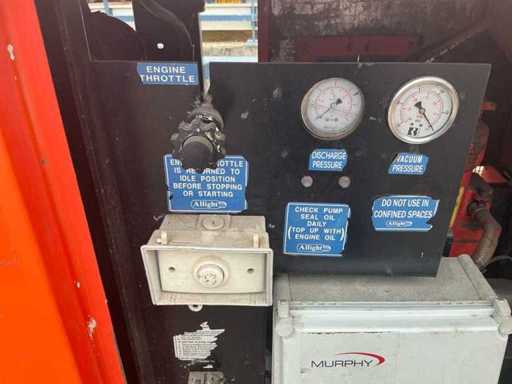 ENGINE
THROTTLE
DISCHARGE
PRESSURE
VACUUM
PRESSURE
ENGINE THROTTLE
IS RETURNED TO
IDLE POSITION
BEFORE STOPPING
OR STARTING
Allight
CHECK PUMP
SEAL OIL
DAILY
(TOP UP WITH
ENGINE OIL)
Allight
DO NOT USE IN
CONFINED SPACES
Allight
MURPHY